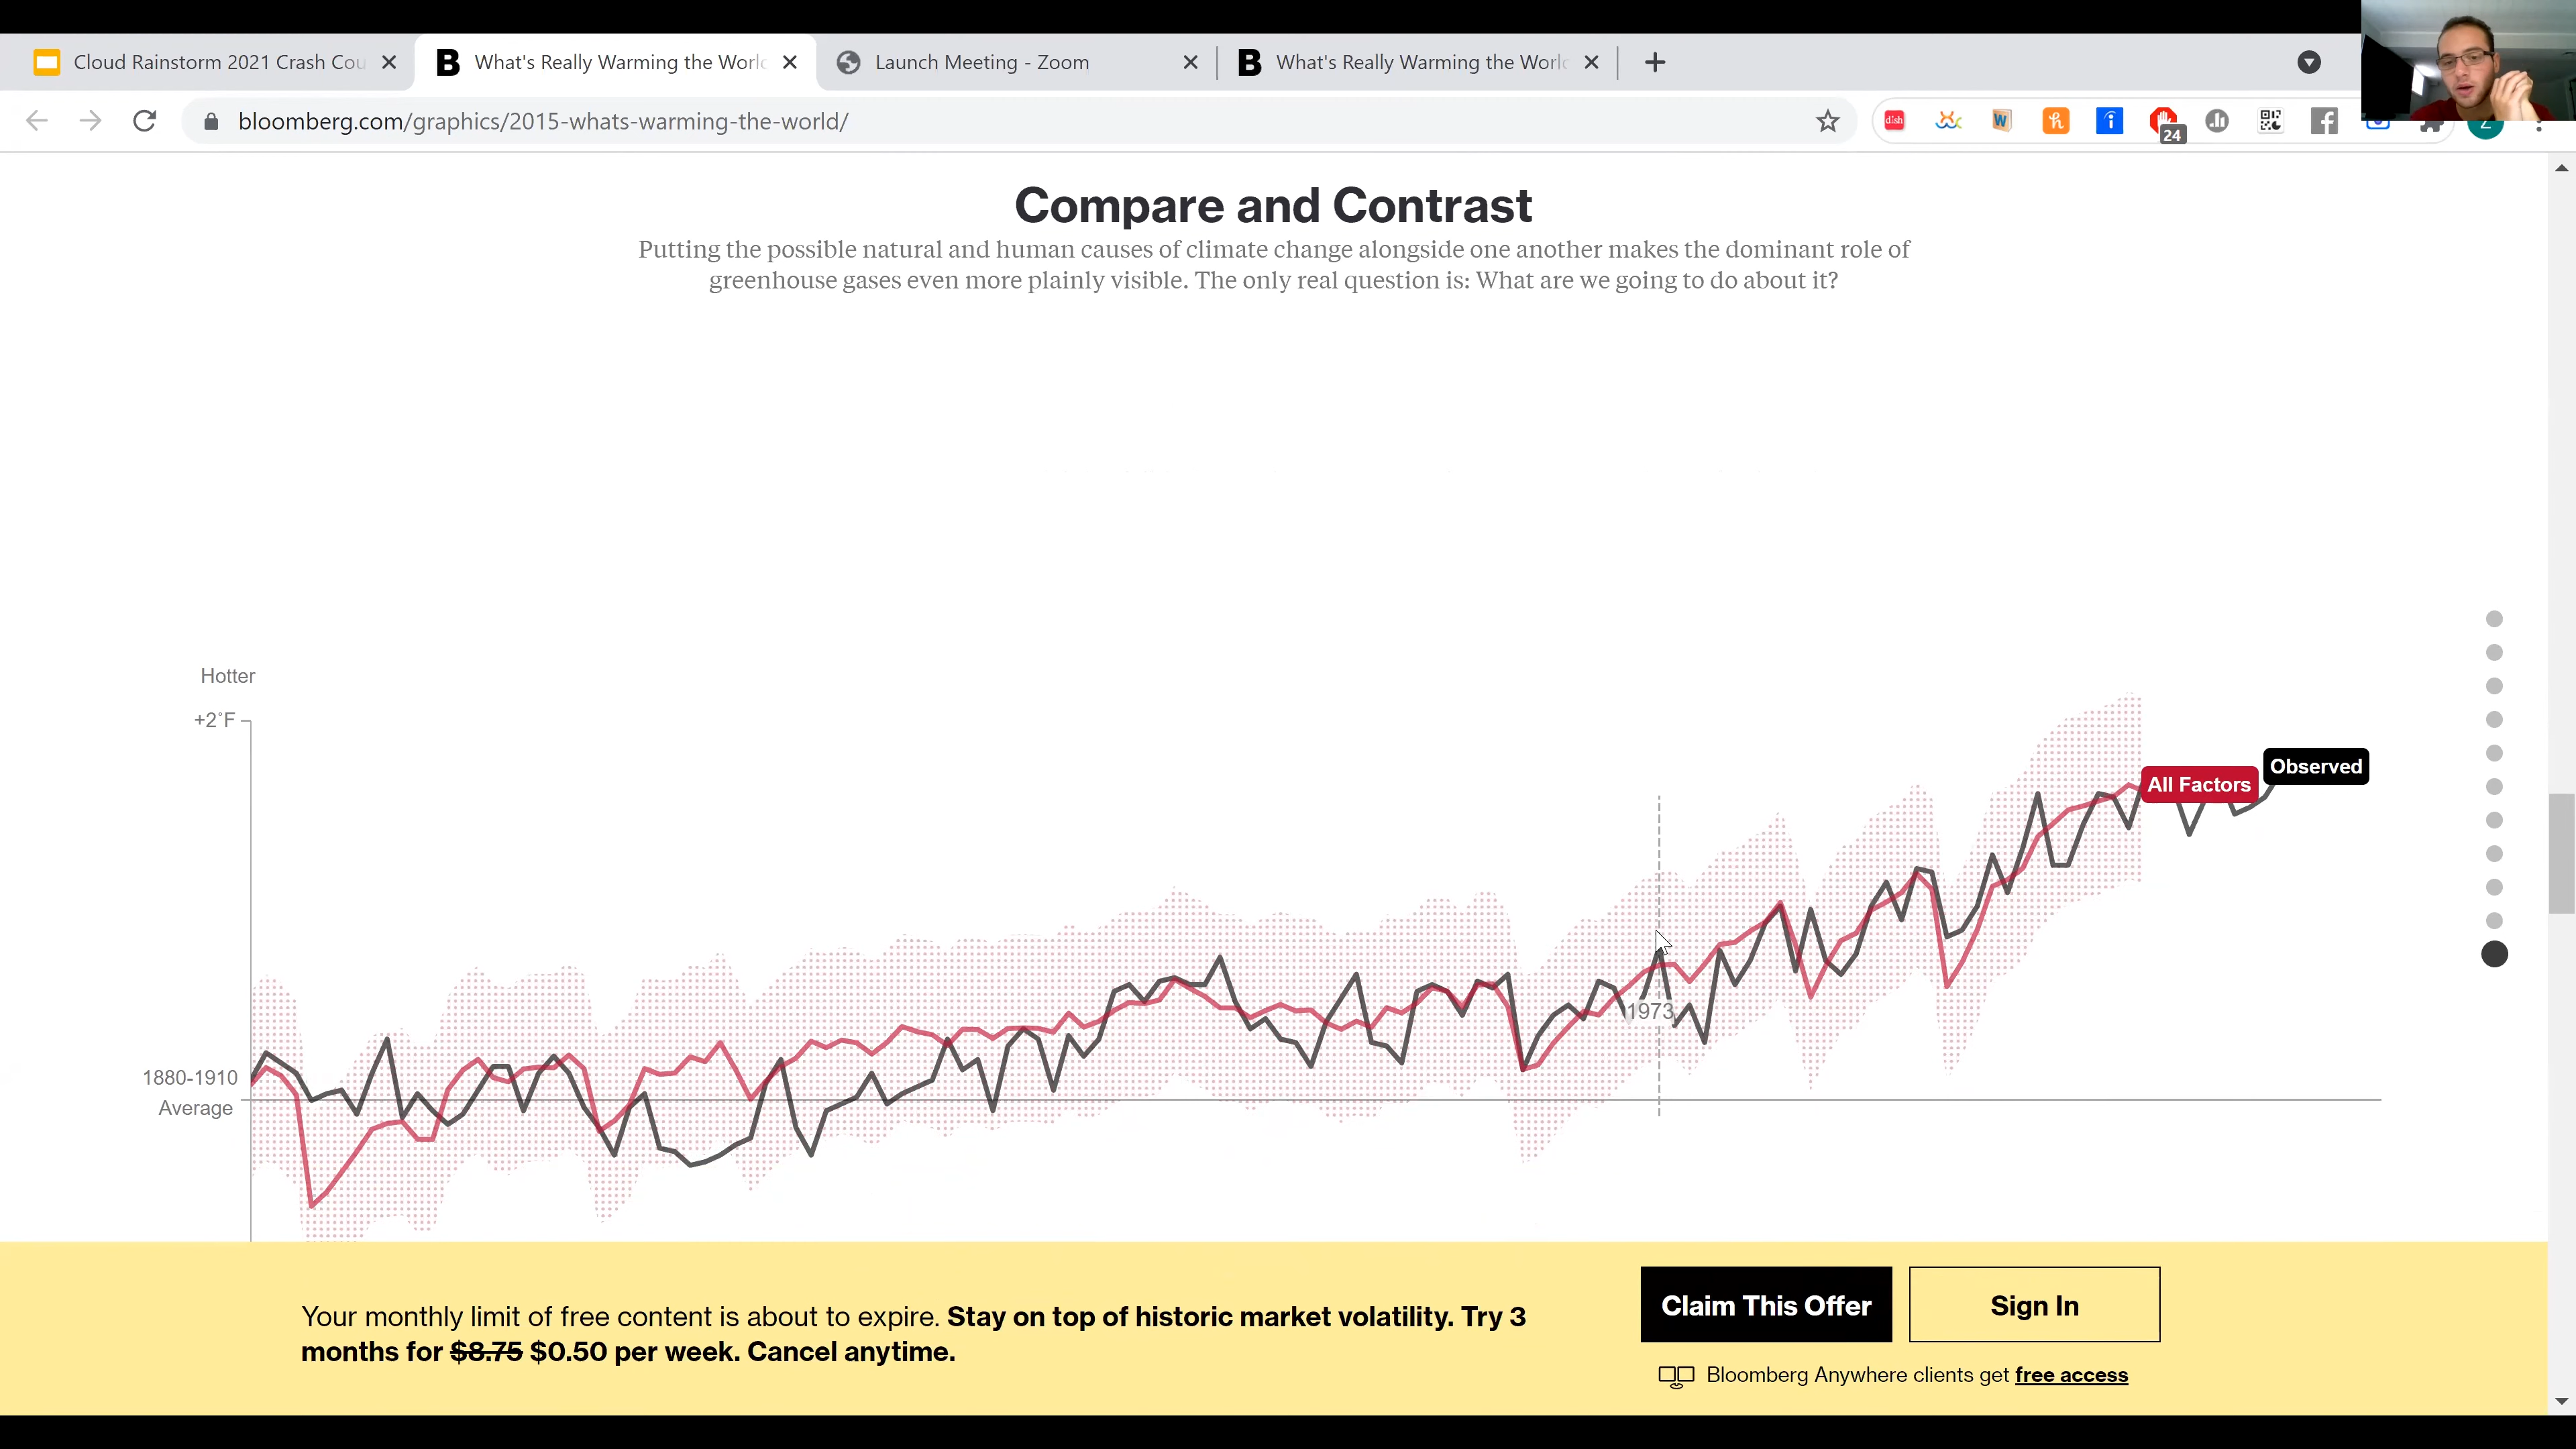 Cloud Rainstorm 2021 Crash Cou
B What's Really Warming the Worl
Launch Meeting - Zoom
B What's Really Warming the Worl
bloomberg.com/graphics/2015-whats-warming-the-world/
dish
W
h
24
Z
Compare and Contrast
Putting the possible natural and human causes of climate change alongside one another makes the dominant role of
greenhouse gases even more plainly visible. The only real question is: What are we going to do about it?
Hotter
+2°F
Observed
All Factors
1973
1880-1910
Average
Your monthly limit of free content is about to expire. Stay on top of historic market volatility. Try 3
months for $8.75 $0.50 per week. Cancel anytime.
Claim This Offer
Sign In
Bloomberg Anywhere clients get free access